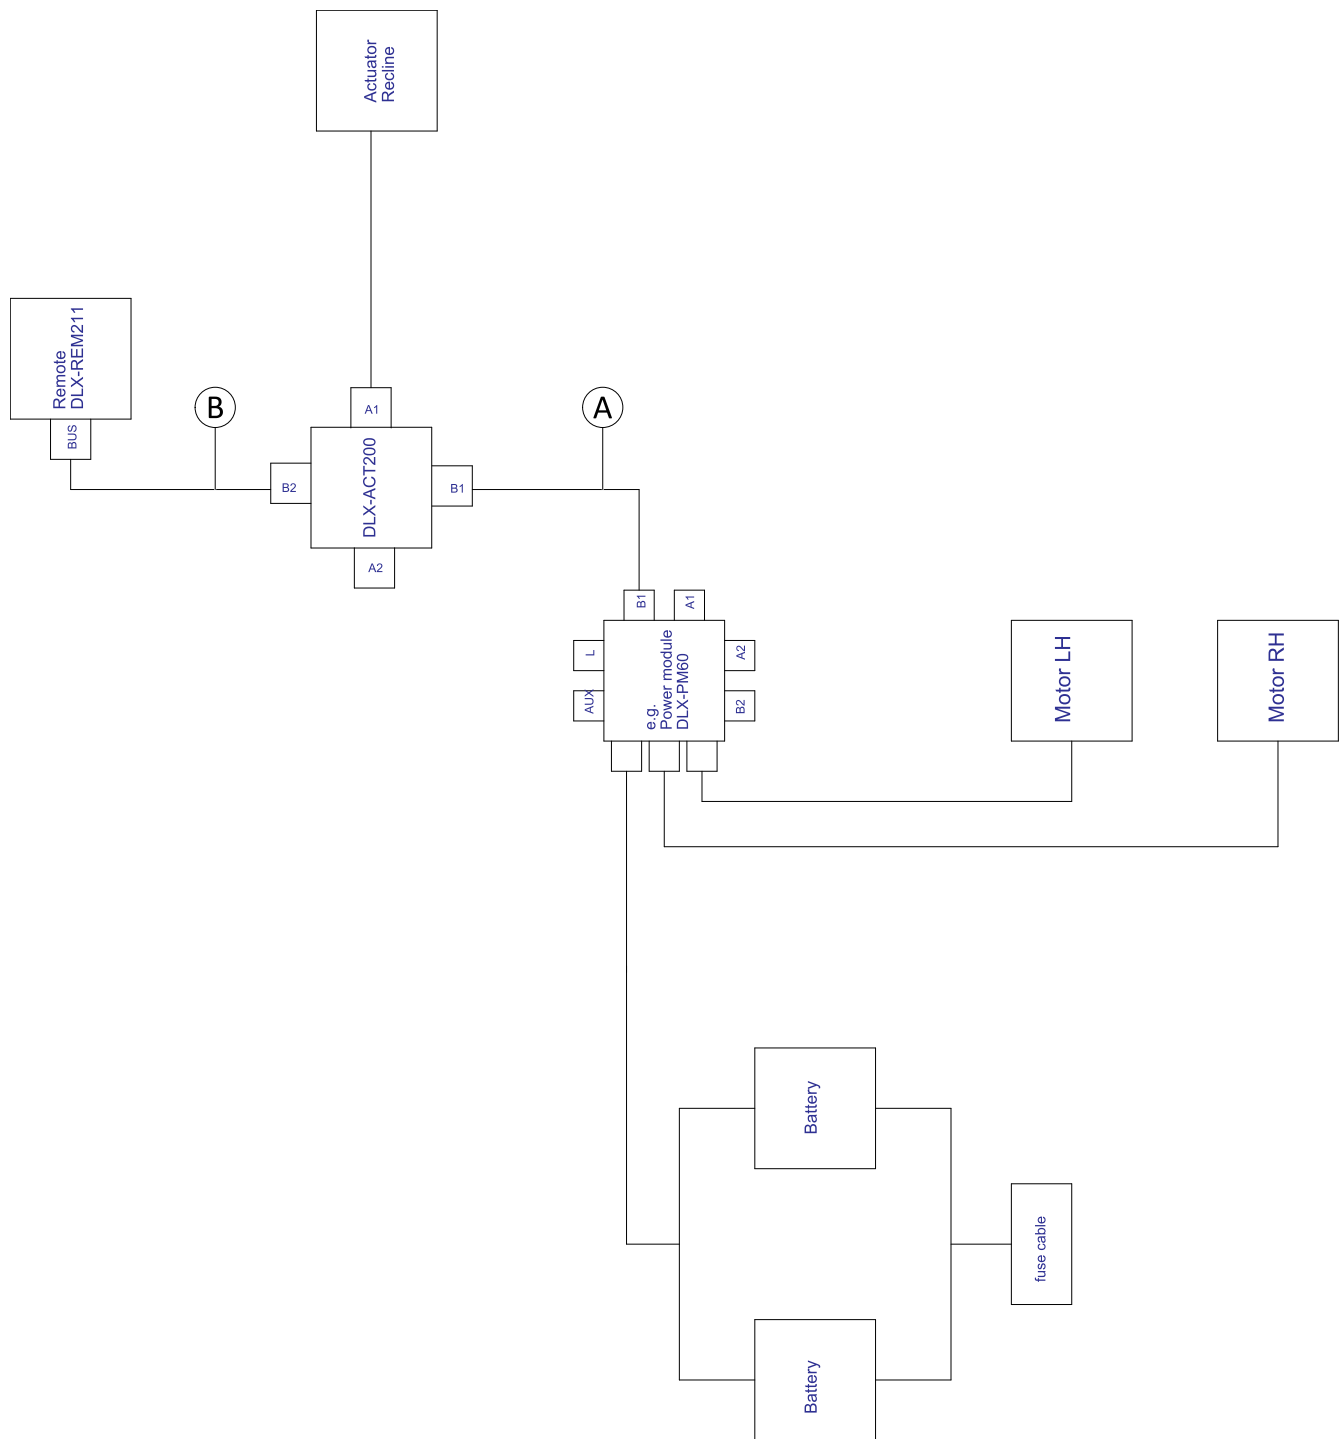 Actuator
Recline
Remote
DLX-REM211
BUS
B
A
A1
B2
DLX-ACT200
B1
A2
B1
A1
L
A2
AUX
B2
e.g.
Power module
DLX-PM60
Motor LH
Motor RH
Battery
fuse cable
Battery